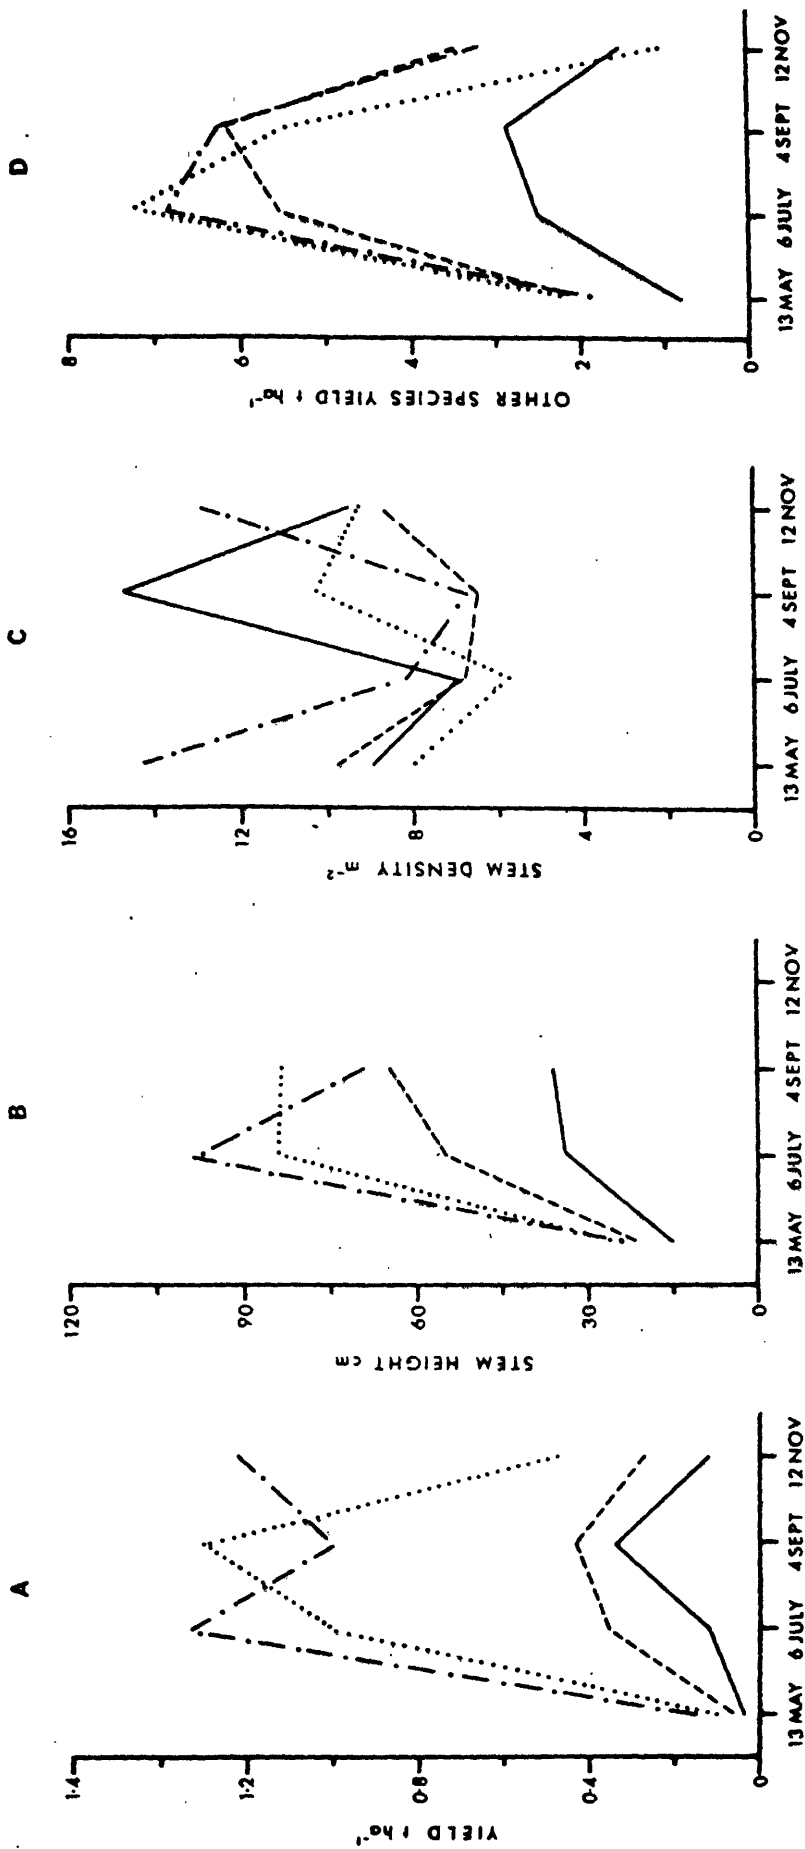 A
YIELD t ha⁻¹
1·4
1·2
0·8
0·4
0
13 MAY 6 JULY 4 SEPT 12 NOV
B
STEM HEIGHT cm
120
90
60
30
0
13 MAY 6 JULY 4 SEPT 12 NOV
C
STEM DENSITY m⁻²
16
12
8
4
0
13 MAY 6 JULY 4 SEPT 12 NOV
D
OTHER SPECIES YIELD t ha⁻¹
8
6
4
2
0
13 MAY 6 JULY 4 SEPT 12 NOV